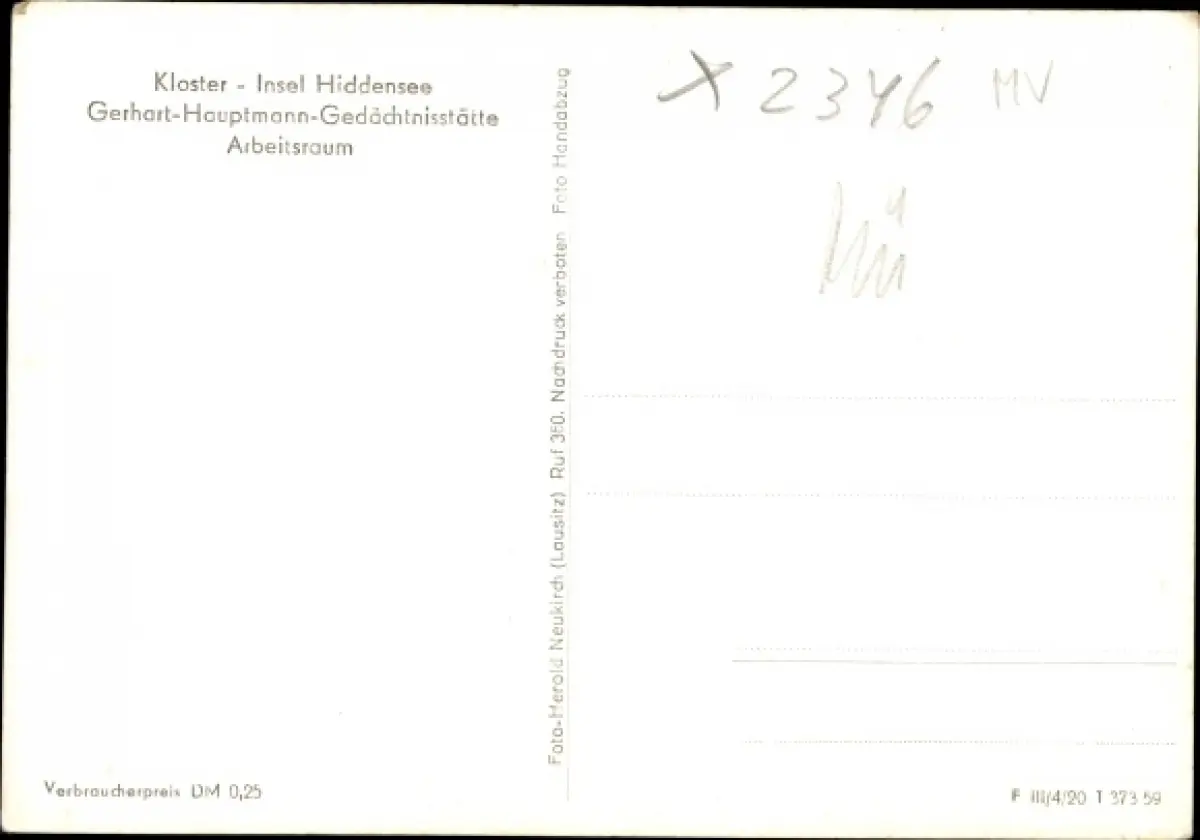 Kloster - Insel Hiddensee
Gerhart-Hauptmann-Gedächtnisstätte
Arbeitsraum
Foto-Herold Neukirch (Lausitz) Ruf 360. Nachdruck verboten Foto Handabzug
X 2346 MV
Verbraucherpreis DM 0,25
F III/4/20 T 373 59